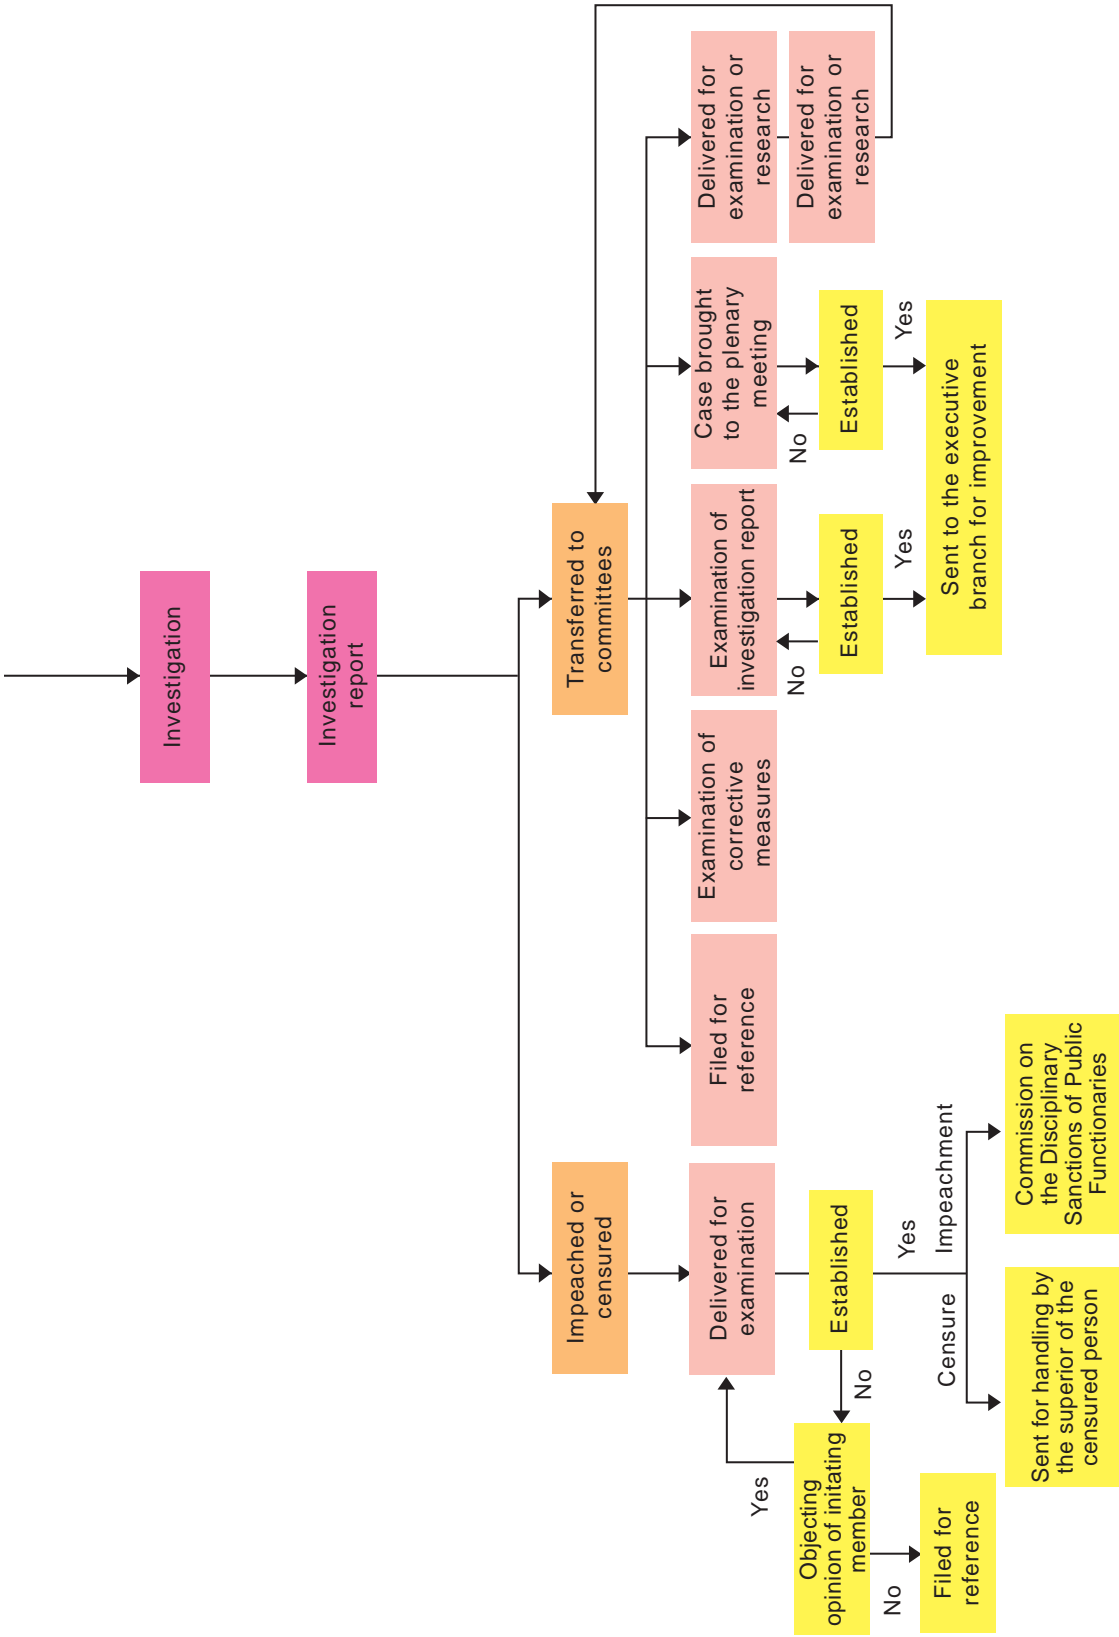 Investigation
Investigation
report
Impeached or
censured
Transferred to
committees
Delivered for
examination
Filed for
reference
Examination of
corrective
measures
Examination of
investigation report
Case brought
to the plenary
meeting
Delivered for
examination or
research
Delivered for
examination or
research
Established
No
Yes
Objecting
opinion of initating
member
Yes
No
Filed for
reference
Censure
Impeachment
Sent for handling by
the superior of the
censured person
Commission on
the Disciplinary
Sanctions of Public
Functionaries
No
Established
Yes
No
Established
Yes
Sent to the executive
branch for improvement